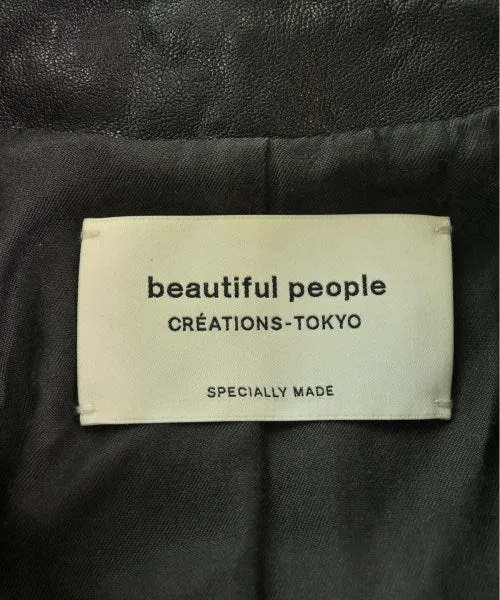 beautiful people
CRÉATIONS-TOKYO
SPECIALLY MADE